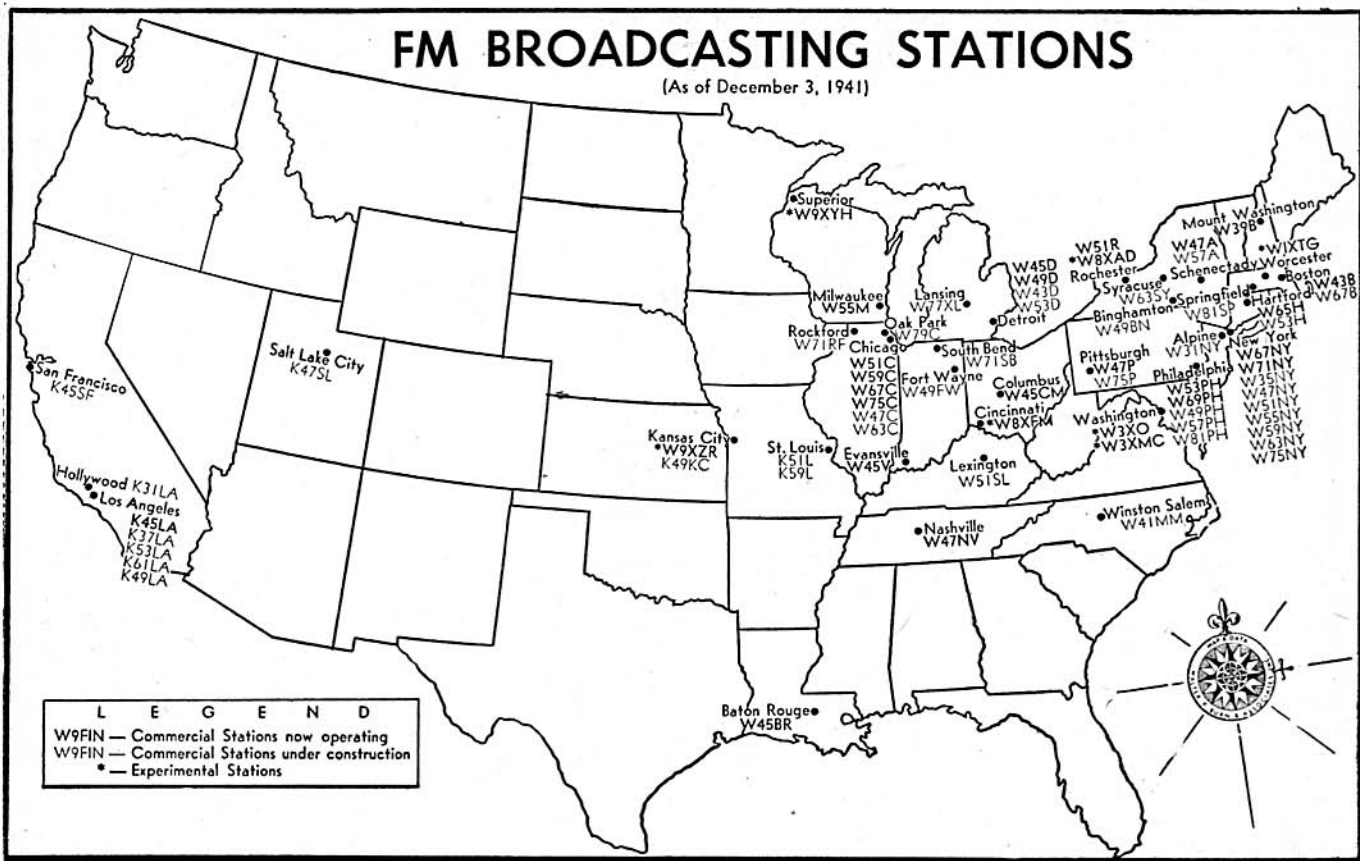 FM BROADCASTING STATIONS
(As of December 3, 1941)
Superior
*W9XYH
Milwaukee
W55M
Lansing
W77XL
W45D
W49D
W43D
W53D
Detroit
W51R
*W8XAD
Rochester
Syracuse
W63SY
Mount Washington
W39B
*W1XTG
W47A
W57A
Schenectady
Worcester
Boston
W43B
W67B
Springfield
W81SP
Hartford
W65H
W53H
Binghamton
W49BN
Alpine
W31NY
New York
W67NY
W71NY
W35NY
W47NY
W51NY
W55NY
W59NY
W63NY
W75NY
Philadelphia
W53PH
W69PH
W49PH
W57PH
W81PH
Pittsburgh
W47P
W75P
Washington
*W3XO
*W3XMC
Rockford
W71RF
Oak Park
W79C
Chicago
W51C
W59C
W67C
W75C
W47C
W63C
South Bend
W71SB
Fort Wayne
W49FW
Columbus
W45CM
Cincinnati
*W8XFM
Evansville
W45V
Lexington
W51SL
Winston Salem
W41MM
Nashville
W47NV
Kansas City
*W9XZR
K49KC
St. Louis
K51L
K59L
Salt Lake City
K47SL
San Francisco
K45SF
Hollywood K31LA
Los Angeles
K45LA
K37LA
K53LA
K61LA
K49LA
Baton Rouge
W45BR
LEGEND
W9FIN — Commercial Stations now operating
W9FIN — Commercial Stations under construction
* — Experimental Stations
MAP & DATA